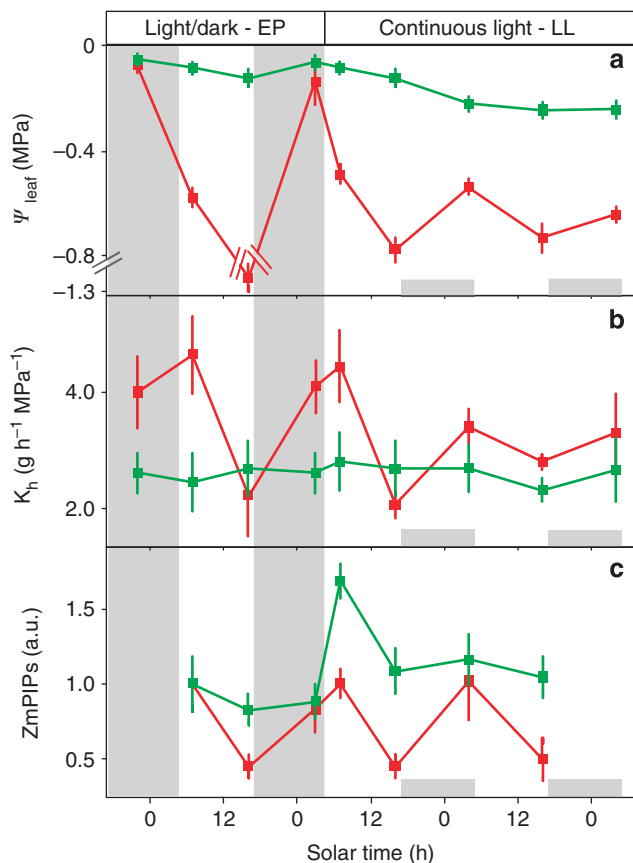 Light/dark - EP
Continuous light - LL
a
0
−0.4
−0.8
−1.3
Ψ leaf (MPa)
b
4.0
2.0
Kh (g h−1 MPa−1)
c
1.5
1.0
0.5
ZmPIPs (a.u.)
0 12 0 12 0 12 0
Solar time (h)